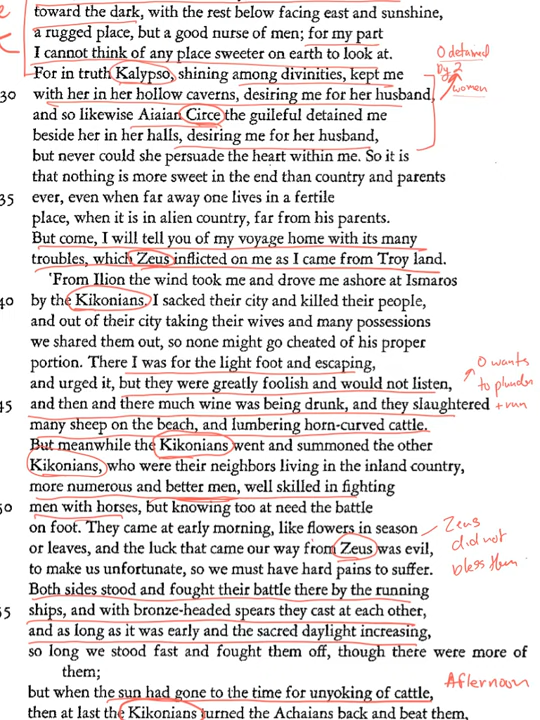 toward the dark, with the rest below facing east and sunshine,
a rugged place, but a good nurse of men; for my part
I cannot think of any place sweeter on earth to look at.
For in truth Kalypso, shining among divinities, kept me
30 with her in her hollow caverns, desiring me for her husband,
and so likewise Aiaian Circe the guileful detained me
beside her in her halls, desiring me for her husband,
but never could she persuade the heart within me. So it is
that nothing is more sweet in the end than country and parents
35 ever, even when far away one lives in a fertile
place, when it is in alien country, far from his parents.
But come, I will tell you of my voyage home with its many
troubles, which Zeus inflicted on me as I came from Troy land.
'From Ilion the wind took me and drove me ashore at Ismaros
40 by the Kikonians. I sacked their city and killed their people,
and out of their city taking their wives and many possessions
we shared them out, so none might go cheated of his proper
portion. There I was for the light foot and escaping,
and urged it, but they were greatly foolish and would not listen,
45 and then and there much wine was being drunk, and they slaughtered
many sheep on the beach, and lumbering horn-curved cattle.
But meanwhile the Kikonians went and summoned the other
Kikonians, who were their neighbors living in the inland country,
more numerous and better men, well skilled in fighting
50 men with horses, but knowing too at need the battle
on foot. They came at early morning, like flowers in season
or leaves, and the luck that came our way from Zeus was evil,
to make us unfortunate, so we must have hard pains to suffer.
Both sides stood and fought their battle there by the running
55 ships, and with bronze-headed spears they cast at each other,
and as long as it was early and the sacred daylight increasing,
so long we stood fast and fought them off, though there were more of
them;
but when the sun had gone to the time for unyoking of cattle,
then at last the Kikonians turned the Achaians back and beat them,
O detained
by 2
women
O wants
to plunder
+ run
Zeus
did not
bless them
Afternoon